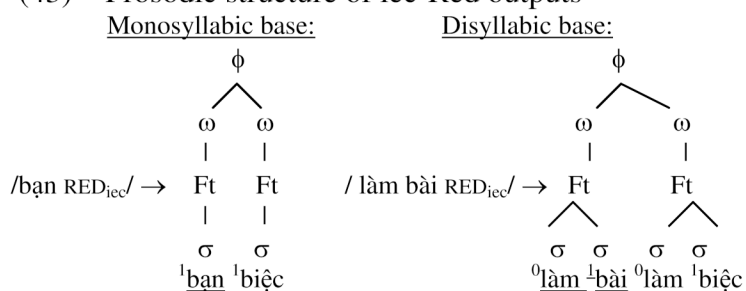 (45) Prosodic structure of iec-Red outputs
Monosyllabic base: Disyllabic base:
ϕ ϕ
ω ω ω ω
/bạn REDiec/ → Ft Ft / làm bài REDiec/ → Ft Ft
σ σ σ σ σ σ
¹bạn ¹biệc ⁰làm ¹bài ⁰làm ¹biệc